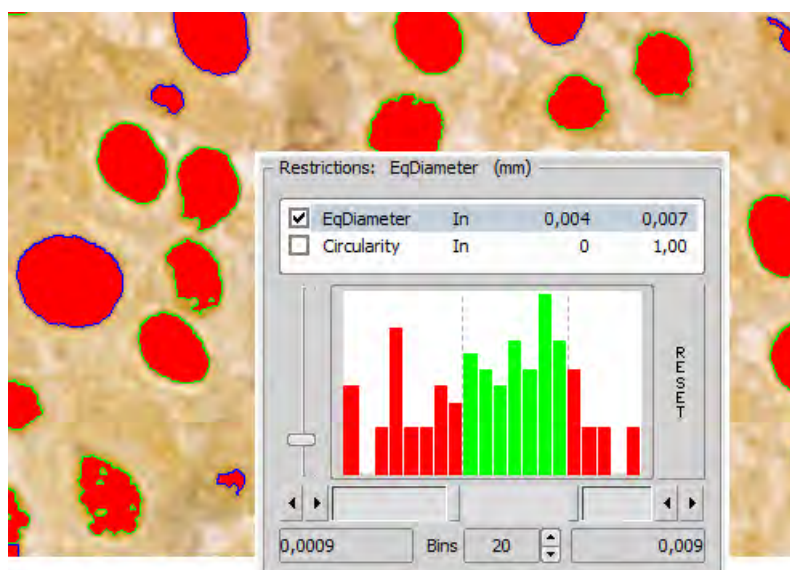 Restrictions: EqDiameter (mm)
EqDiameter In 0,004 0,007
Circularity In 0 1,00
RESET
0,0009 Bins 20 0,009